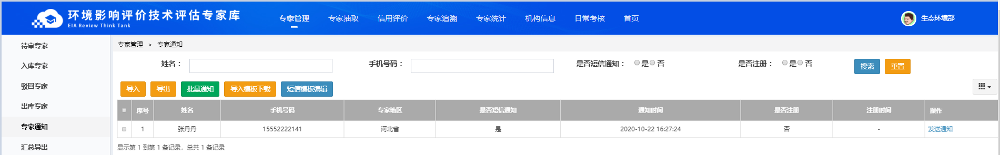 环境影响评价技术评估专家库
EIA Review Think Tank
专家管理 专家抽取 信用评价 专家追溯 专家统计 机构信息 日常考核 首页
生态环境部
待审专家
入库专家
驳回专家
出库专家
专家通知
汇总导出
专家管理 > 专家通知
姓名： 手机号码： 是否短信通知： 是 否 是否注册： 是 否 搜索 重置
导入 导出 批量通知 导入模板下载 短信模板编辑
序号 姓名 手机号码 专家地区 是否短信通知 通知时间 是否注册 注册时间 操作
1 张丹丹 15552222141 河北省 是 2020-10-22 16:27:24 否 - 发送通知
显示第 1 到第 1 条记录，总共 1 条记录